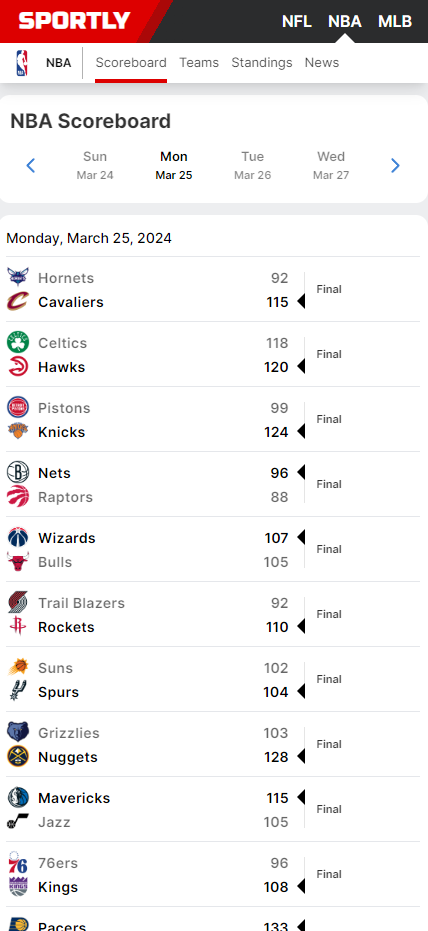 SPORTLY NFL NBA MLB
NBA Scoreboard Teams Standings News
NBA Scoreboard
Sun Mon Tue Wed
Mar 24 Mar 25 Mar 26 Mar 27
Monday, March 25, 2024
Hornets 92
Final
Cavaliers 115
Celtics 118
Final
Hawks 120
Pistons 99
Final
Knicks 124
Nets 96
Final
Raptors 88
Wizards 107
Final
Bulls 105
Trail Blazers 92
Final
Rockets 110
Suns 102
Final
Spurs 104
Grizzlies 103
Final
Nuggets 128
Mavericks 115
Final
Jazz 105
76ers 96
Final
Kings 108
Pacers 133